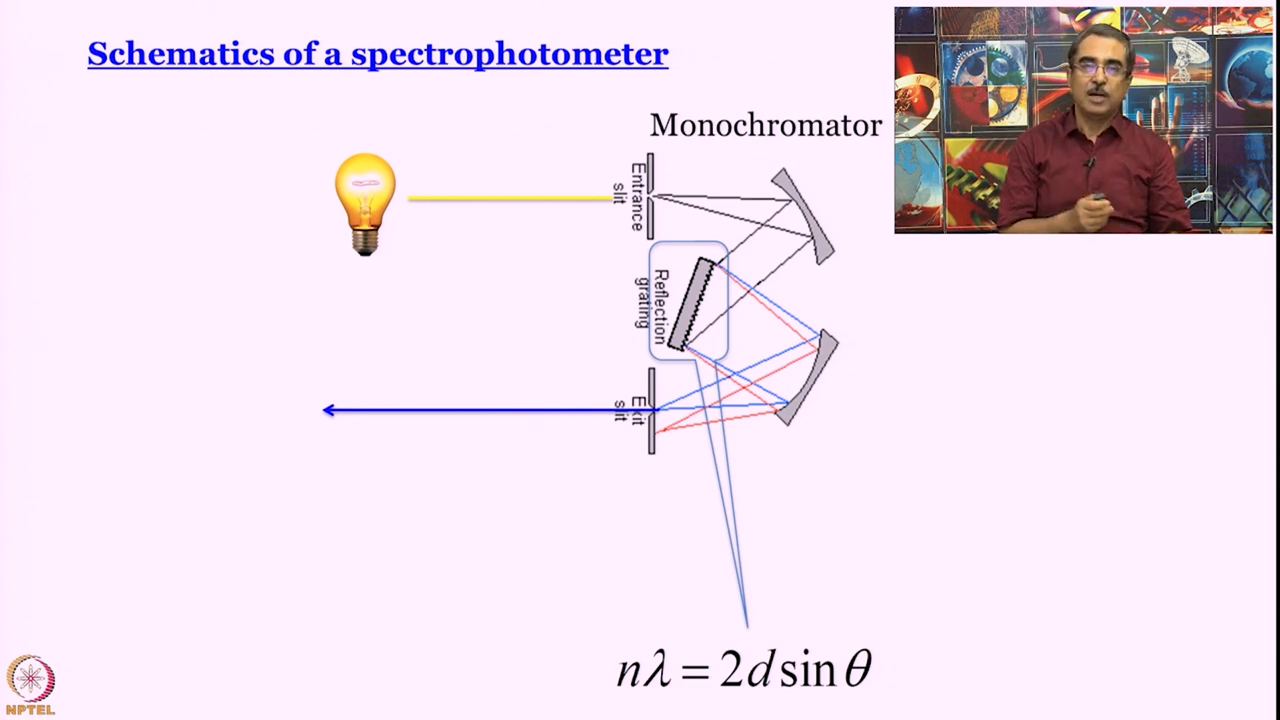 Schematics of a spectrophotometer
Monochromator
Entrance
slit
Reflection
grating
Exit
slit
nλ = 2d sin θ
NPTEL